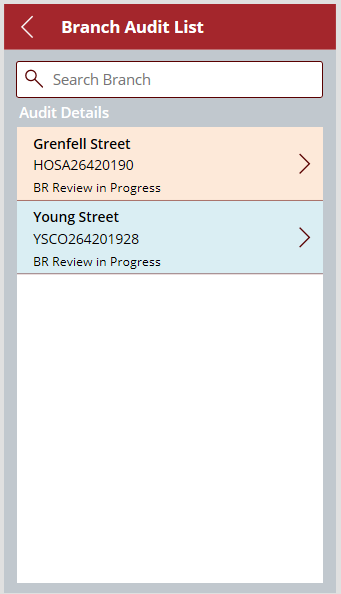 Branch Audit List
Search Branch
Audit Details
Grenfell Street
HOSA26420190
BR Review in Progress
Young Street
YSCO264201928
BR Review in Progress